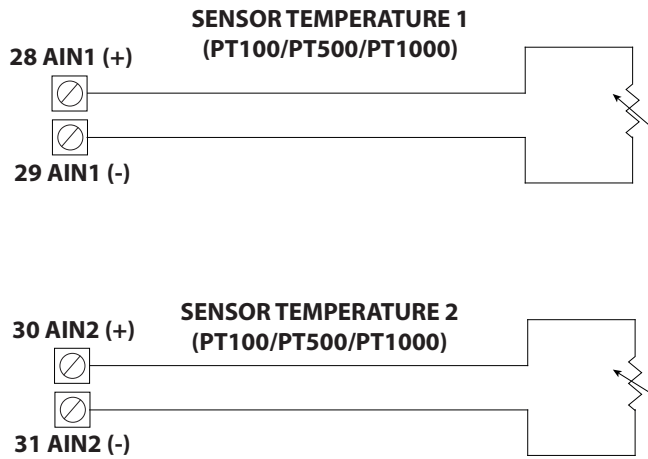 SENSOR TEMPERATURE 1
(PT100/PT500/PT1000)
28 AIN1 (+)
29 AIN1 (-)
SENSOR TEMPERATURE 2
(PT100/PT500/PT1000)
30 AIN2 (+)
31 AIN2 (-)